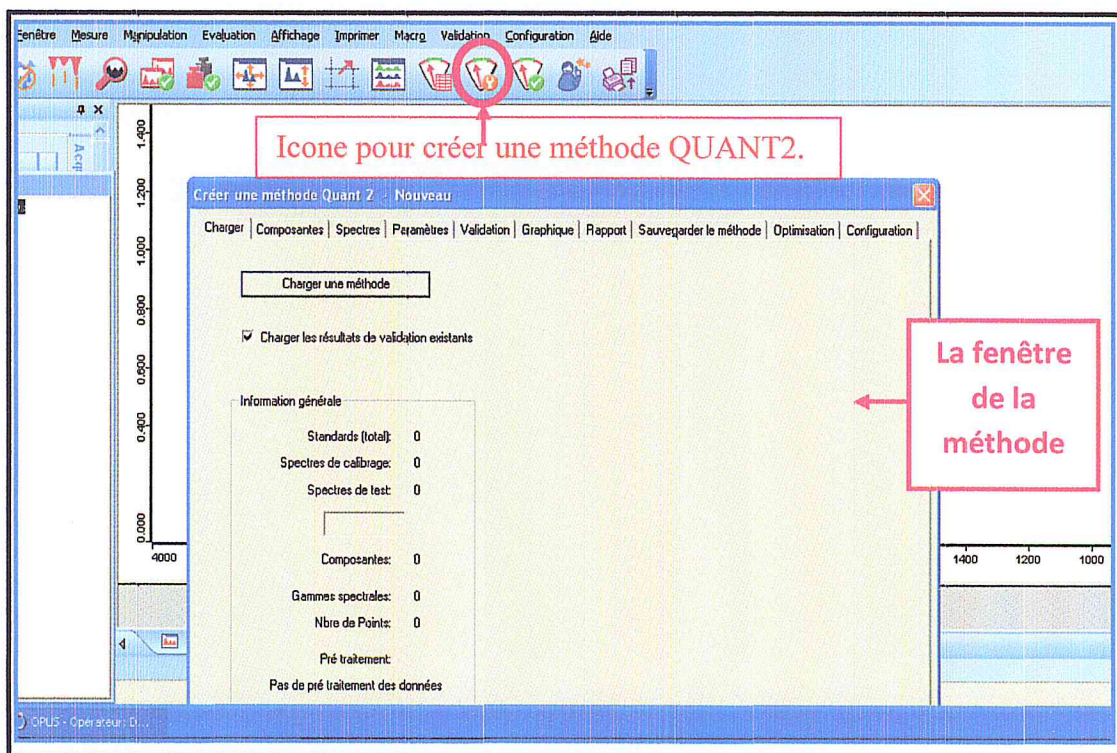 Fenêtre Mesure Manipulation Evaluation Affichage Imprimer Macro Validation Configuration Aide
Icone pour créer une méthode QUANT2.
Acq
1.400
1.200
1.000
0.800
0.600
0.400
0.000
Créer une méthode Quant 2 - Nouveau
Charger Composantes Spectres Paramètres Validation Graphique Rapport Sauvegarder le méthode Optimisation Configuration
Charger une méthode
Charger les résultats de validation existants
La fenêtre
de la
méthode
Information générale
Standards (total): 0
Spectres de calibrage: 0
Spectres de test: 0
Composantes: 0
Gammes spectrales: 0
Nbre de Points: 0
Pré traitement:
Pas de pré traitement des données
4000
1400 1200 1000
OPUS - Opérateur: D...